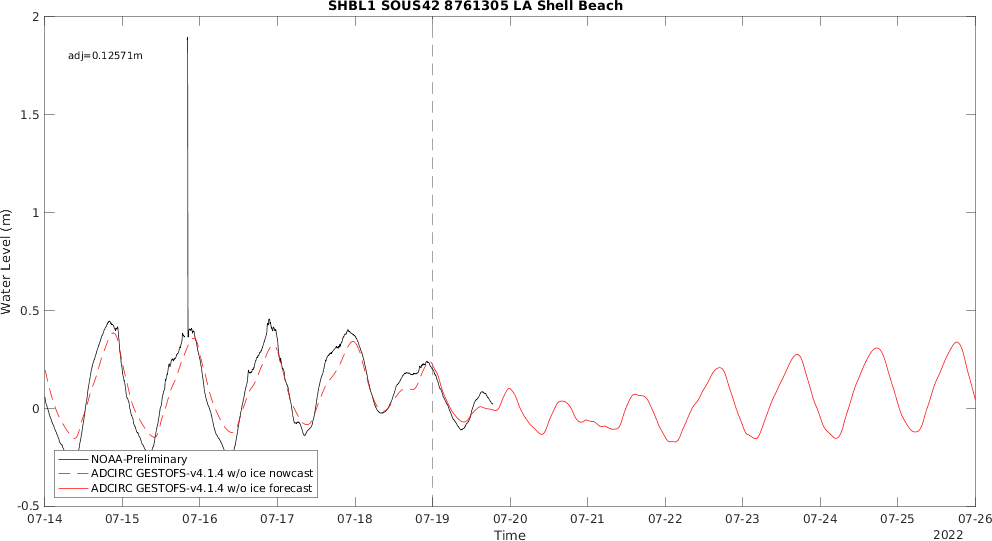 SHBL1 SOUS42 8761305 LA Shell Beach
adj=0.12571m
2
1.5
1
0.5
0
-0.5
Water Level (m)
NOAA-Preliminary
ADCIRC GESTOFS-v4.1.4 w/o ice nowcast
ADCIRC GESTOFS-v4.1.4 w/o ice forecast
07-14 07-15 07-16 07-17 07-18 07-19 07-20 07-21 07-22 07-23 07-24 07-25 07-26
Time
2022